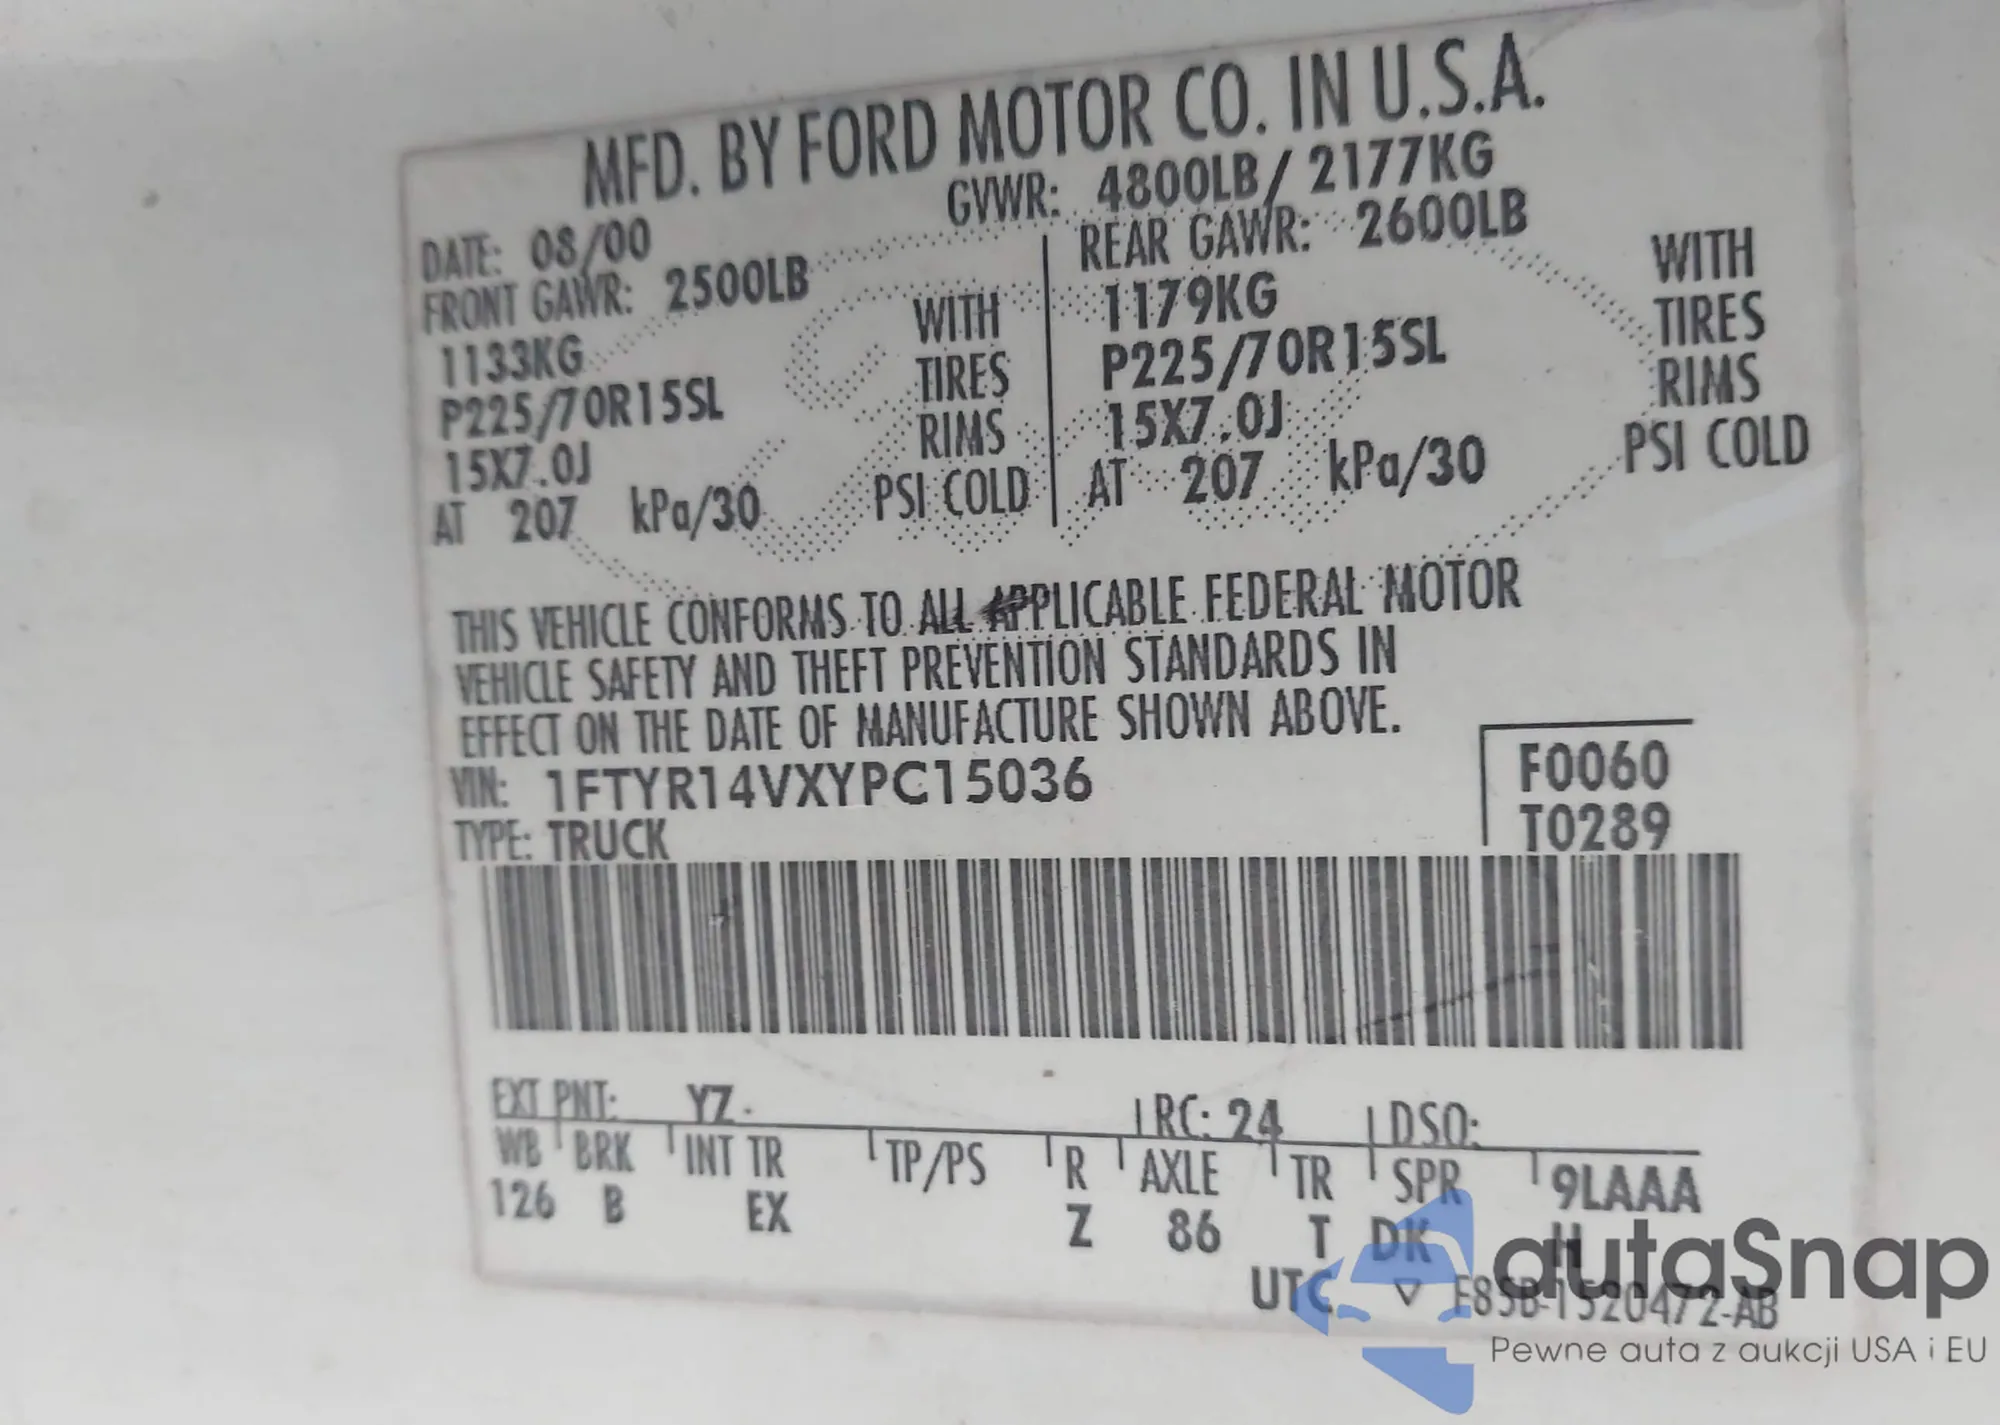 MFD. BY FORD MOTOR CO. IN U.S.A.
DATE: 08/00 GVWR: 4800LB/ 2177KG
FRONT GAWR: 2500LB REAR GAWR: 2600LB
1133KG WITH 1179KG WITH
P225/70R15SL TIRES P225/70R15SL TIRES
15X7.0J RIMS 15X7.0J RIMS
AT 207 kPa/30 PSI COLD AT 207 kPa/30 PSI COLD
THIS VEHICLE CONFORMS TO ALL APPLICABLE FEDERAL MOTOR
VEHICLE SAFETY AND THEFT PREVENTION STANDARDS IN
EFFECT ON THE DATE OF MANUFACTURE SHOWN ABOVE.
VIN: 1FTYR14VXYPC15036 F0060
TYPE: TRUCK T0289
EXT PNT: YZ RC: 24 DSO:
WB BRK INT TR TP/PS R AXLE TR SPR 9LAAA
126 B EX Z 86 T DK H
UTC ▽ F85B-1520472-AB
autaSnap
Pewne auta z aukcji USA i EU